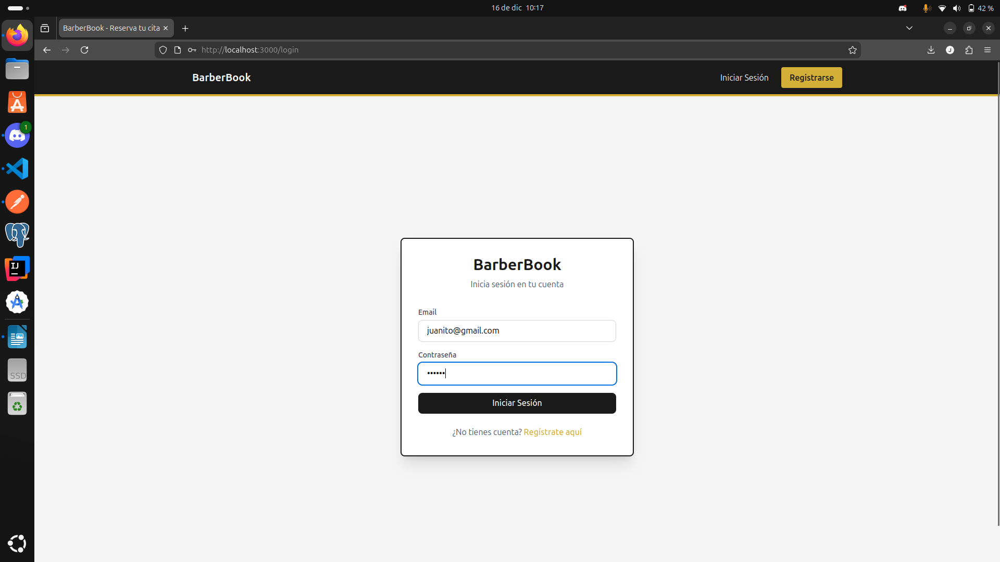 16 de dic 10:17
42 %
BarberBook - Reserva tu cita
http://localhost:3000/login
J
BarberBook
Iniciar Sesión
Registrarse
1
IJ
SSD
BarberBook
Inicia sesión en tu cuenta
Email
juanito@gmail.com
Contraseña
••••••
Iniciar Sesión
¿No tienes cuenta? Regístrate aquí